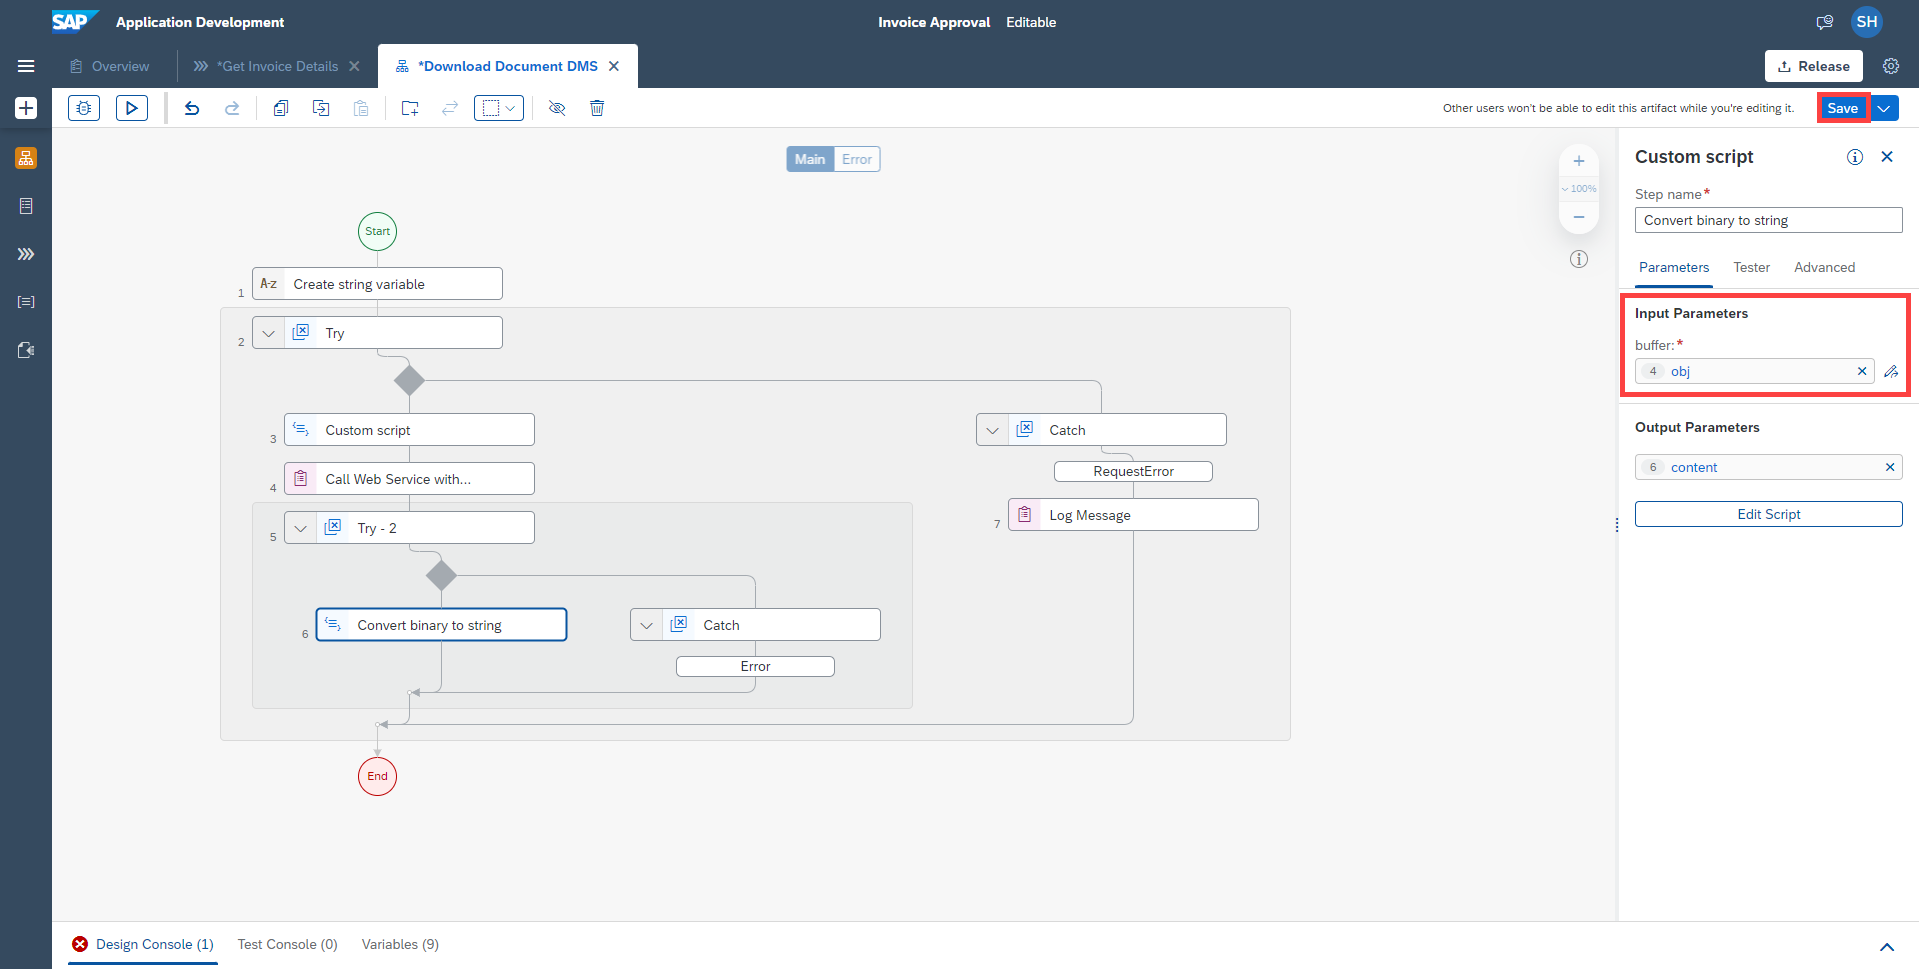 SAP Application Development
Invoice Approval Editable
SH
Overview
*Get Invoice Details
*Download Document DMS
Release
Other users won't be able to edit this artifact while you're editing it.
Save
Main Error
100%
Start
1 A-z Create string variable
2 Try
3 Custom script
Catch
RequestError
4 Call Web Service with...
7 Log Message
5 Try - 2
6 Convert binary to string
Catch
Error
End
Custom script
Step name*
Convert binary to string
Parameters Tester Advanced
Input Parameters
buffer:*
4 obj
Output Parameters
6 content
Edit Script
Design Console (1) Test Console (0) Variables (9)